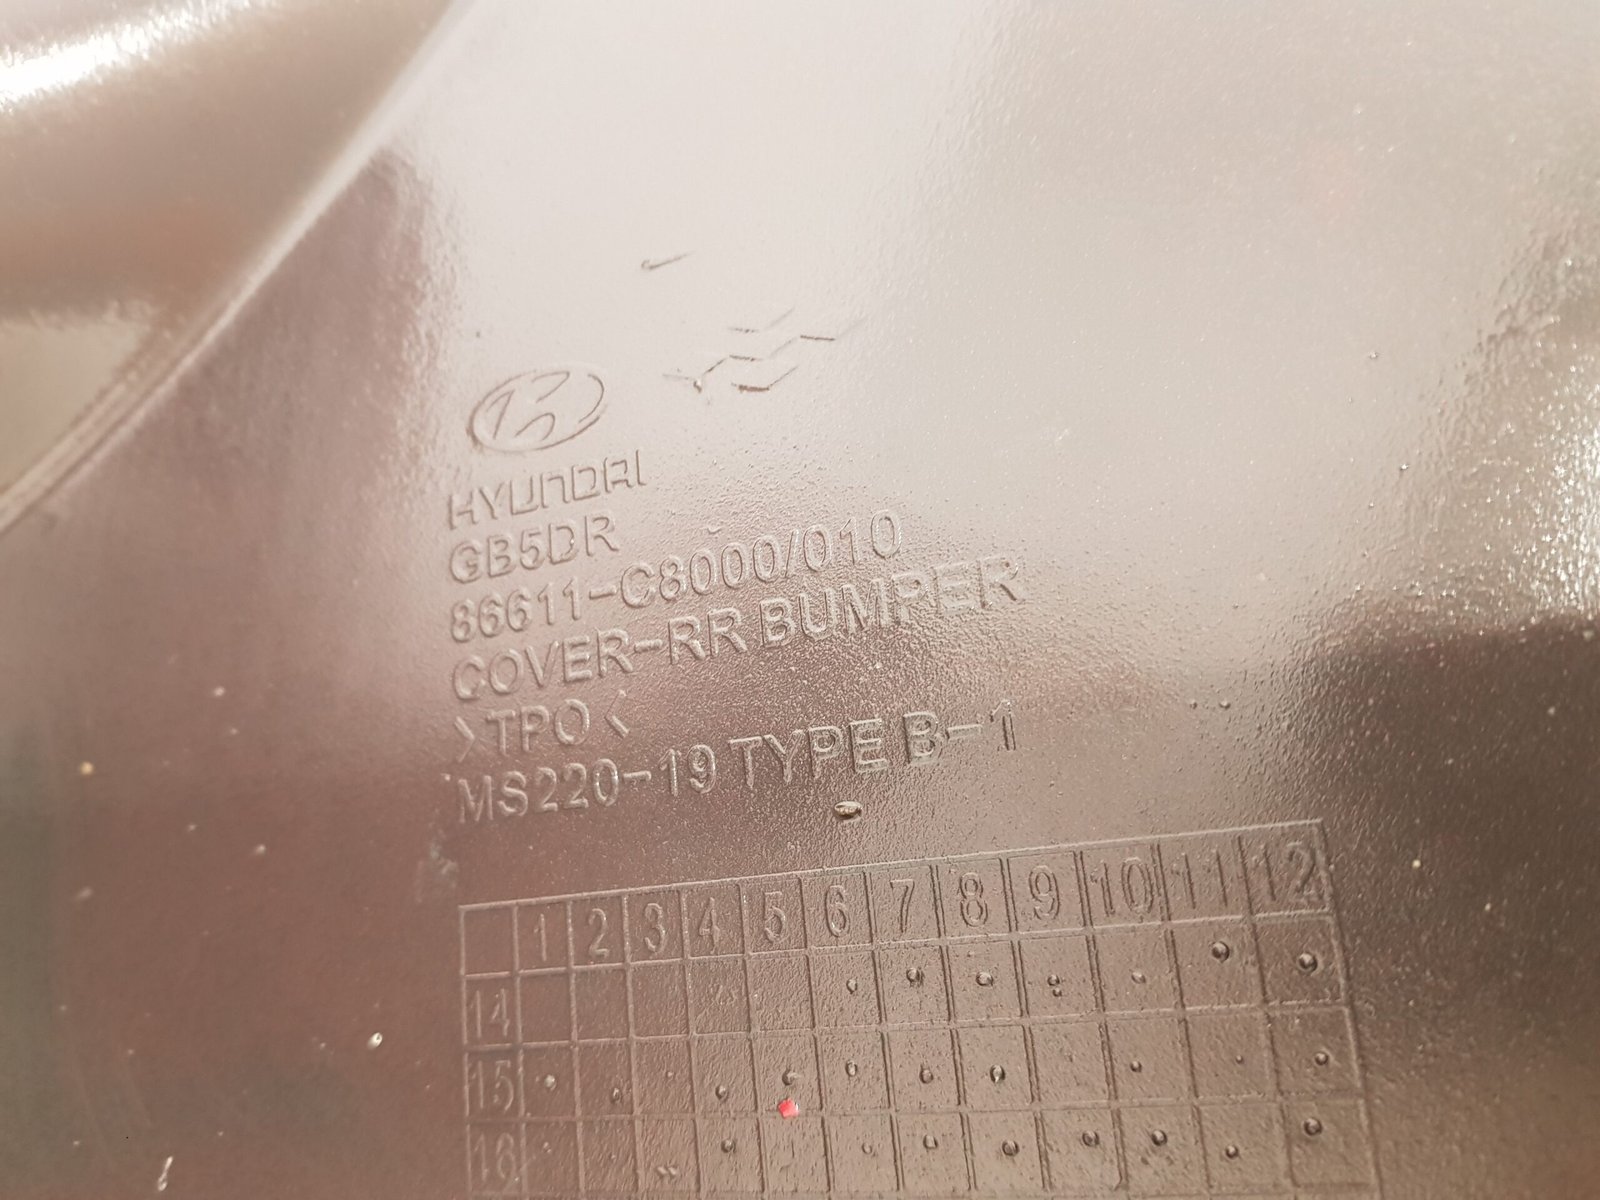 HYUNDAI
GB5DR
86611-C8000/010
COVER-RR BUMPER
>TPO<
MS220-19 TYPE B-1
1 2 3 4 5 6 7 8 9 10 11 12
14
15
16